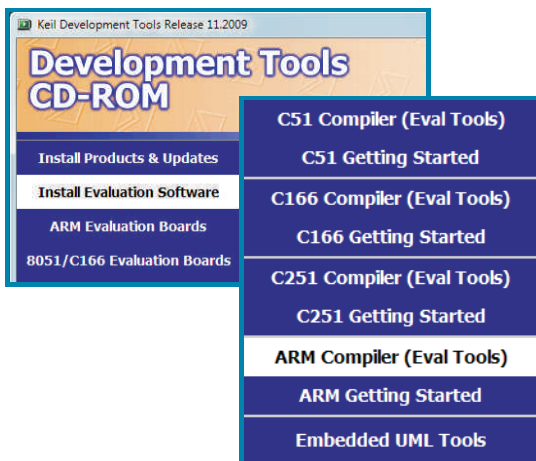 Keil Development Tools Release 11.2009
Development Tools
CD-ROM
Install Products & Updates
Install Evaluation Software
ARM Evaluation Boards
8051/C166 Evaluation Boards
C51 Compiler (Eval Tools)
C51 Getting Started
C166 Compiler (Eval Tools)
C166 Getting Started
C251 Compiler (Eval Tools)
C251 Getting Started
ARM Compiler (Eval Tools)
ARM Getting Started
Embedded UML Tools